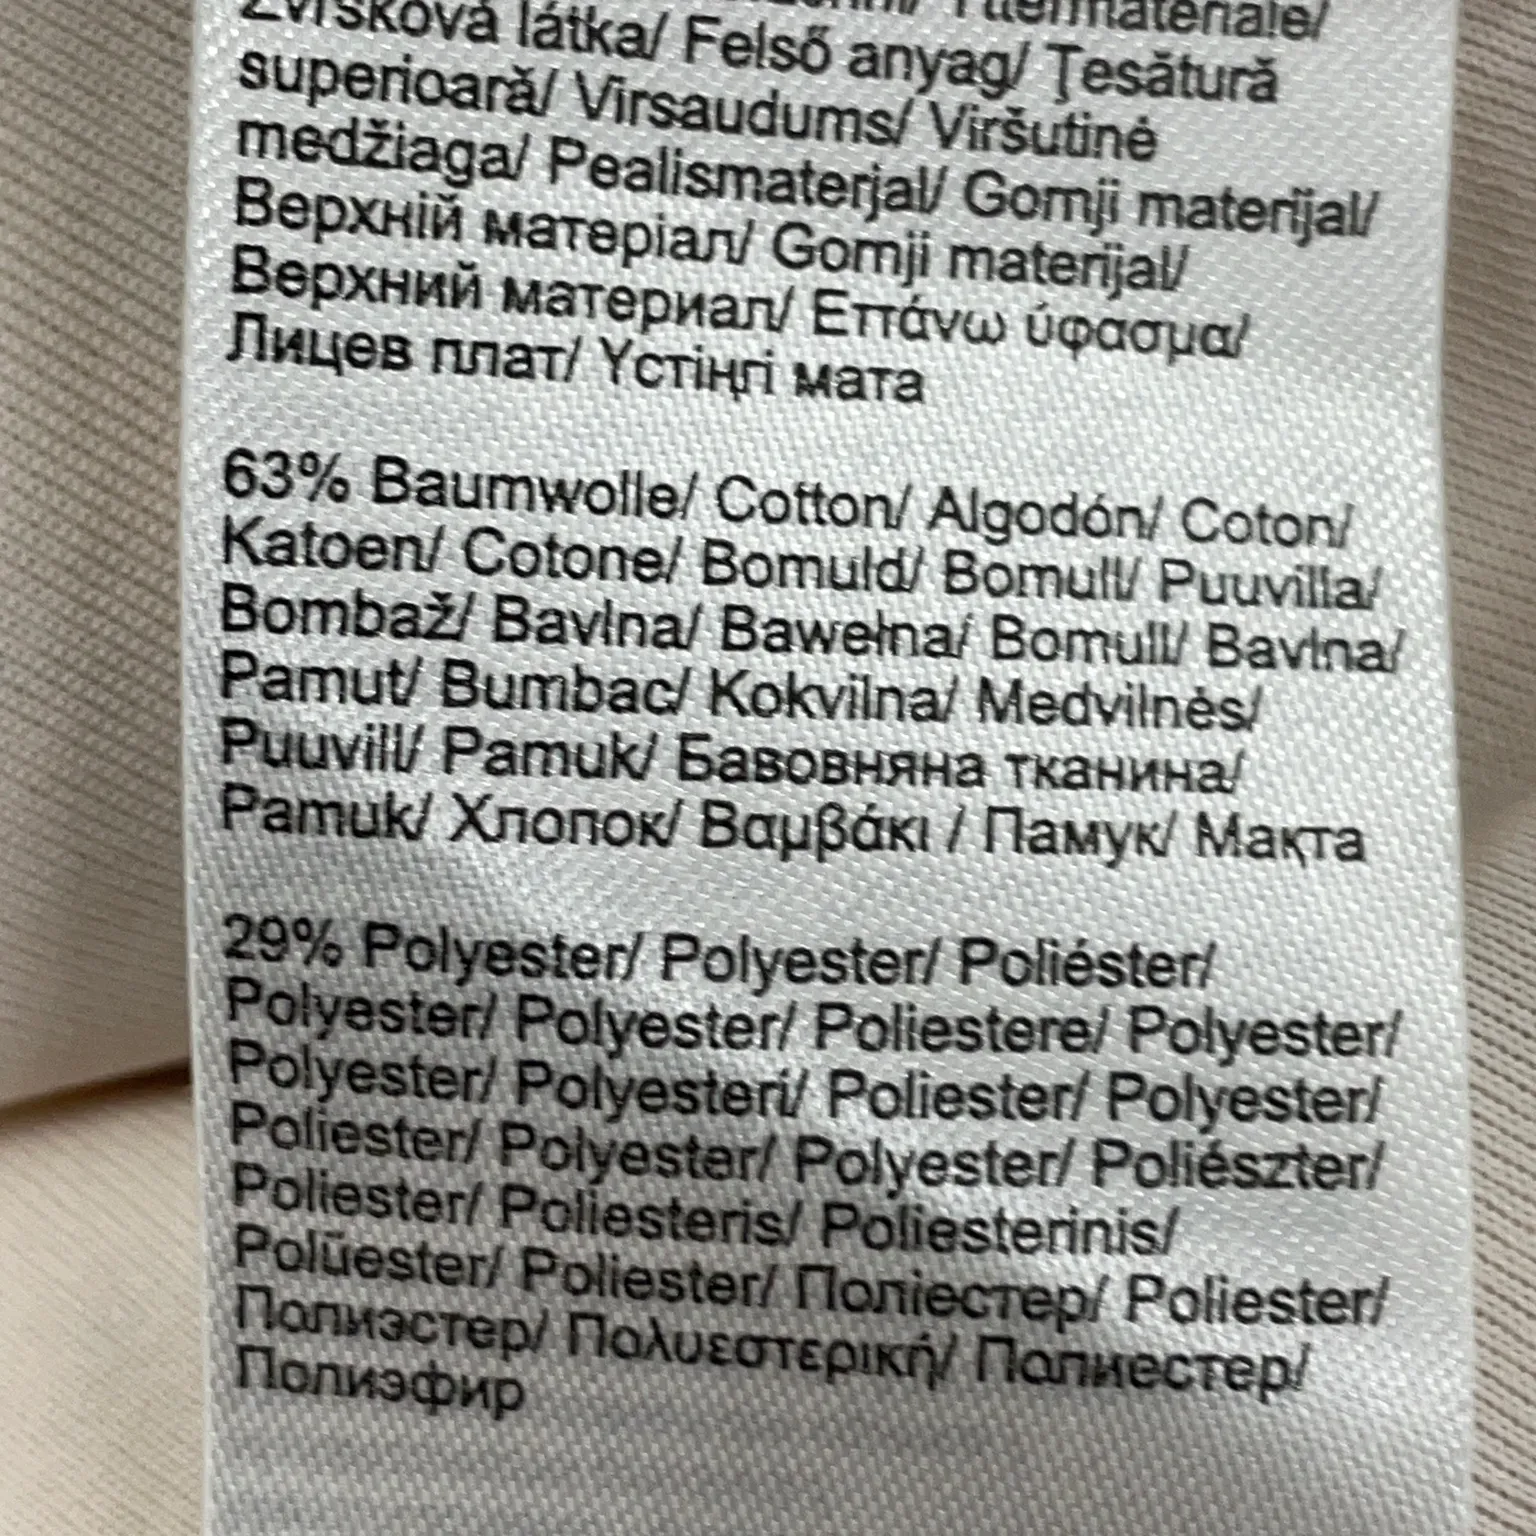 Zvršková látka/ Felső anyag/ Ţesătură
superioară/ Virsaudums/ Viršutinė
medžiaga/ Pealismaterjal/ Gornji materijal/
Верхній матеріал/ Gornji materijal/
Верхний материал/ Επάνω ύφασμα/
Лицев плат/ Үстіңгі мата
63% Baumwolle/ Cotton/ Algodón/ Coton/
Katoen/ Cotone/ Bomuld/ Bomull/ Puuvilla/
Bombaž/ Bavlna/ Bawełna/ Bomull/ Bavlna/
Pamut/ Bumbac/ Kokvilna/ Medvilnės/
Puuvill/ Pamuk/ Бавовняна тканина/
Pamuk/ Хлопок/ Βαμβάκι / Памук/ Мақта
29% Polyester/ Polyester/ Poliéster/
Polyester/ Polyester/ Poliestere/ Polyester/
Polyester/ Polyesteri/ Poliester/ Polyester/
Poliester/ Polyester/ Polyester/ Poliészter/
Poliester/ Poliesteris/ Poliesterinis/
Polüester/ Poliester/ Поліестер/ Poliester/
Полиэстер/ Πολυεστερική/ Полиестер/
Полиэфир